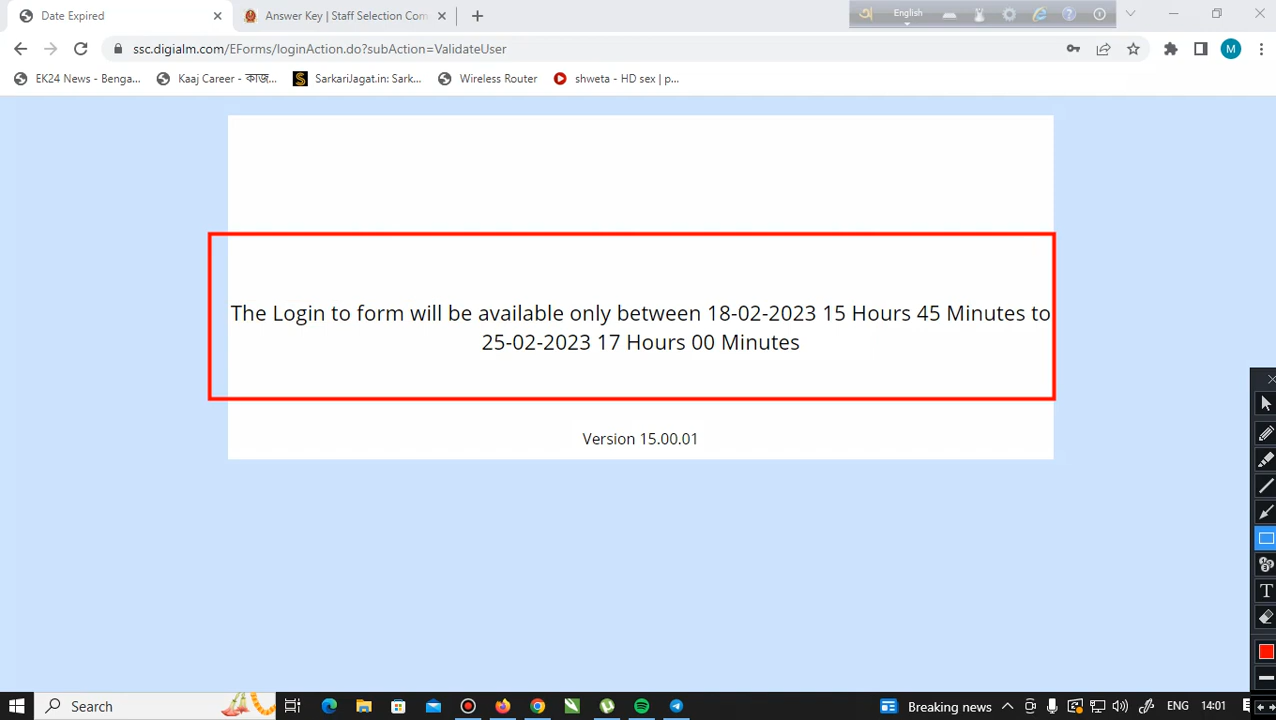 Date Expired
Answer Key | Staff Selection Com
English
ssc.digialm.com/EForms/loginAction.do?subAction=ValidateUser
M
EK24 News - Benga...
Kaaj Career - কাজ...
SarkariJagat.in: Sark...
Wireless Router
shweta - HD sex | p...
The Login to form will be available only between 18-02-2023 15 Hours 45 Minutes to
25-02-2023 17 Hours 00 Minutes
Version 15.00.01
T
Search
Breaking news
ENG
14:01